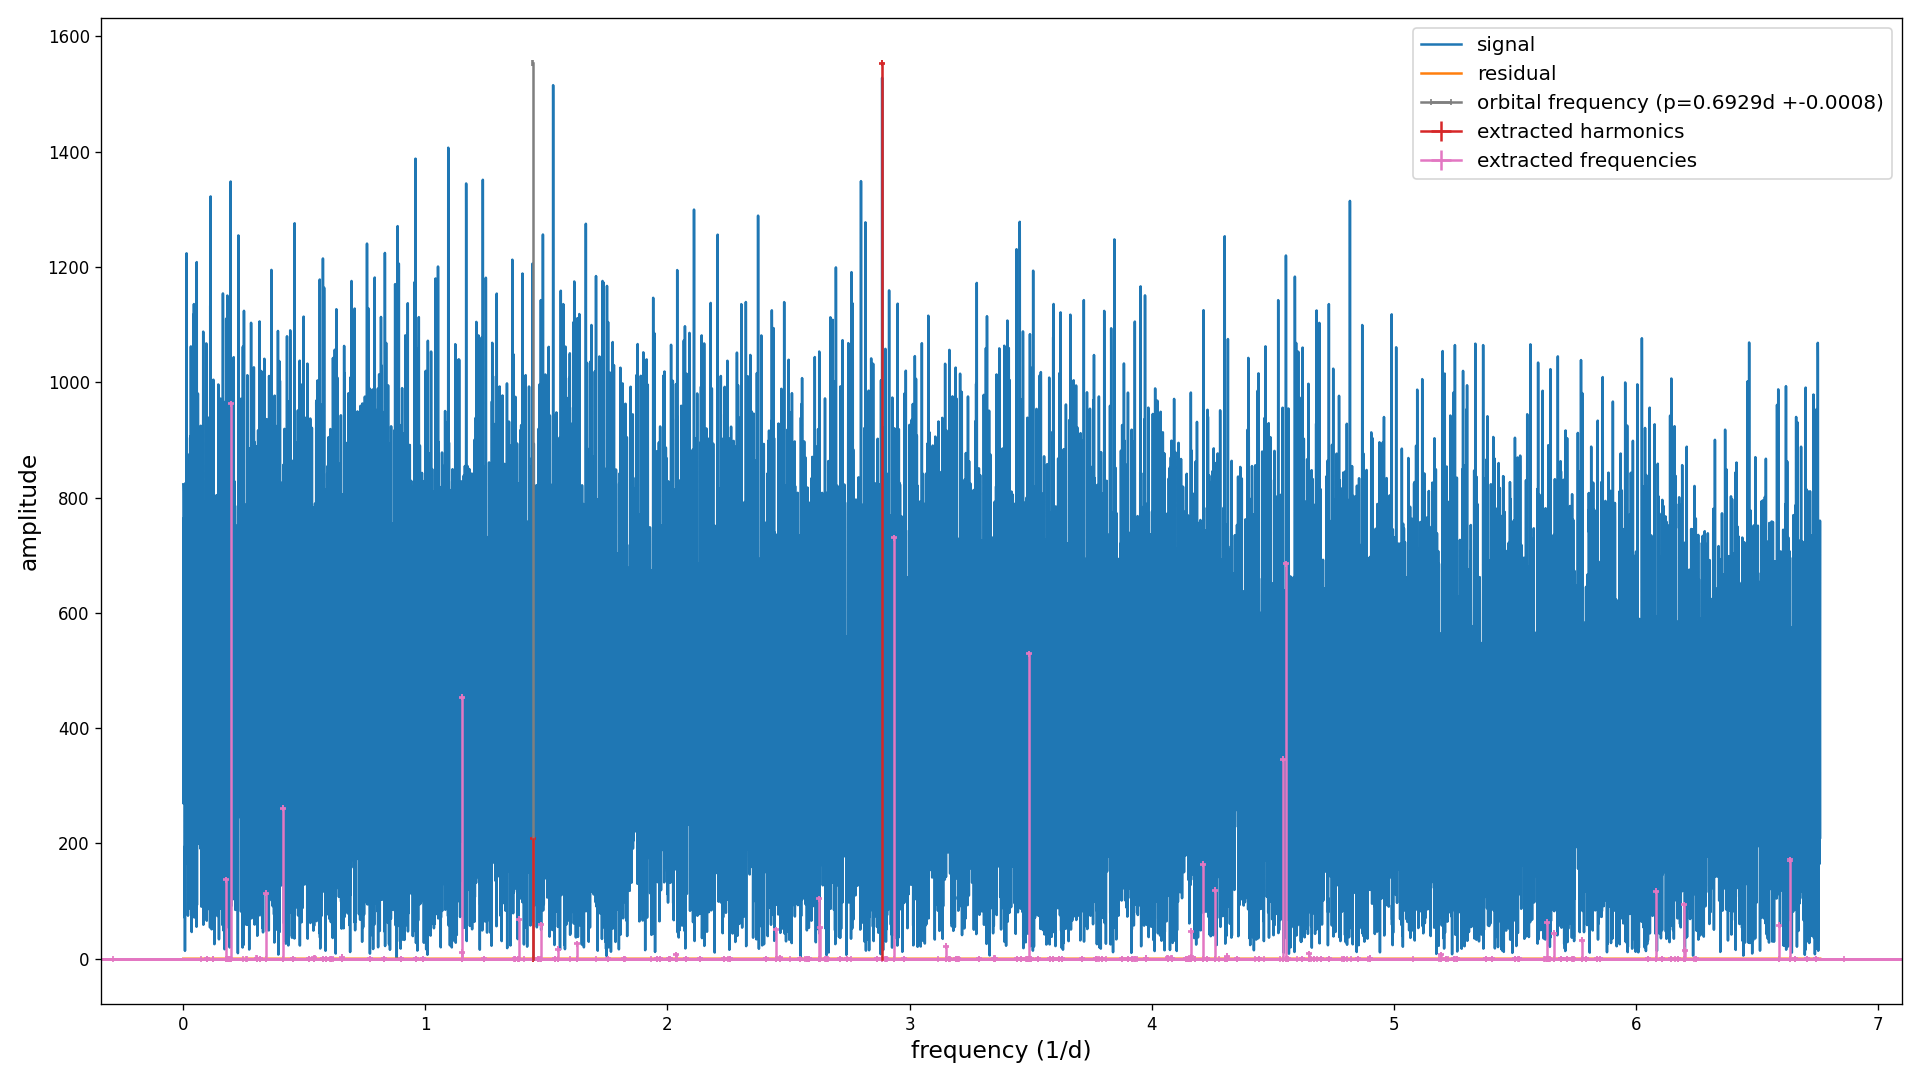 signal
residual
orbital frequency (p=0.6929d +-0.0008)
extracted harmonics
extracted frequencies
1600
1400
1200
1000
800
600
400
200
0
amplitude
0 1 2 3 4 5 6 7
frequency (1/d)